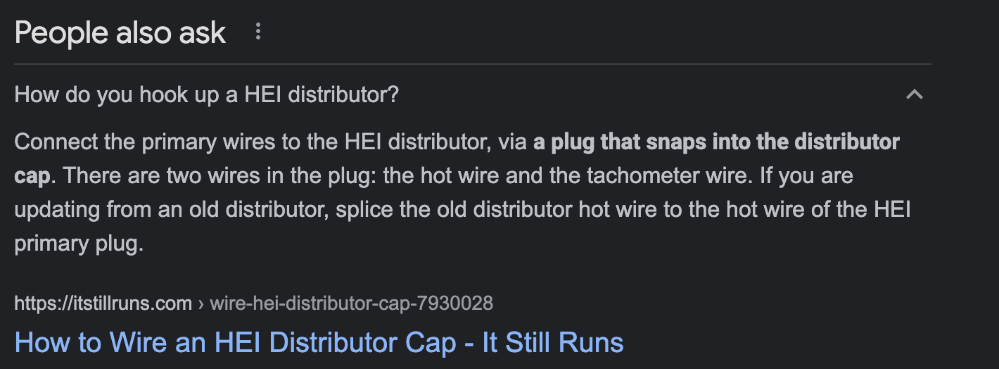 People also ask
How do you hook up a HEI distributor?
Connect the primary wires to the HEI distributor, via a plug that snaps into the distributor
cap. There are two wires in the plug: the hot wire and the tachometer wire. If you are
updating from an old distributor, splice the old distributor hot wire to the hot wire of the HEI
primary plug.
https://itstillruns.com › wire-hei-distributor-cap-7930028
How to Wire an HEI Distributor Cap - It Still Runs